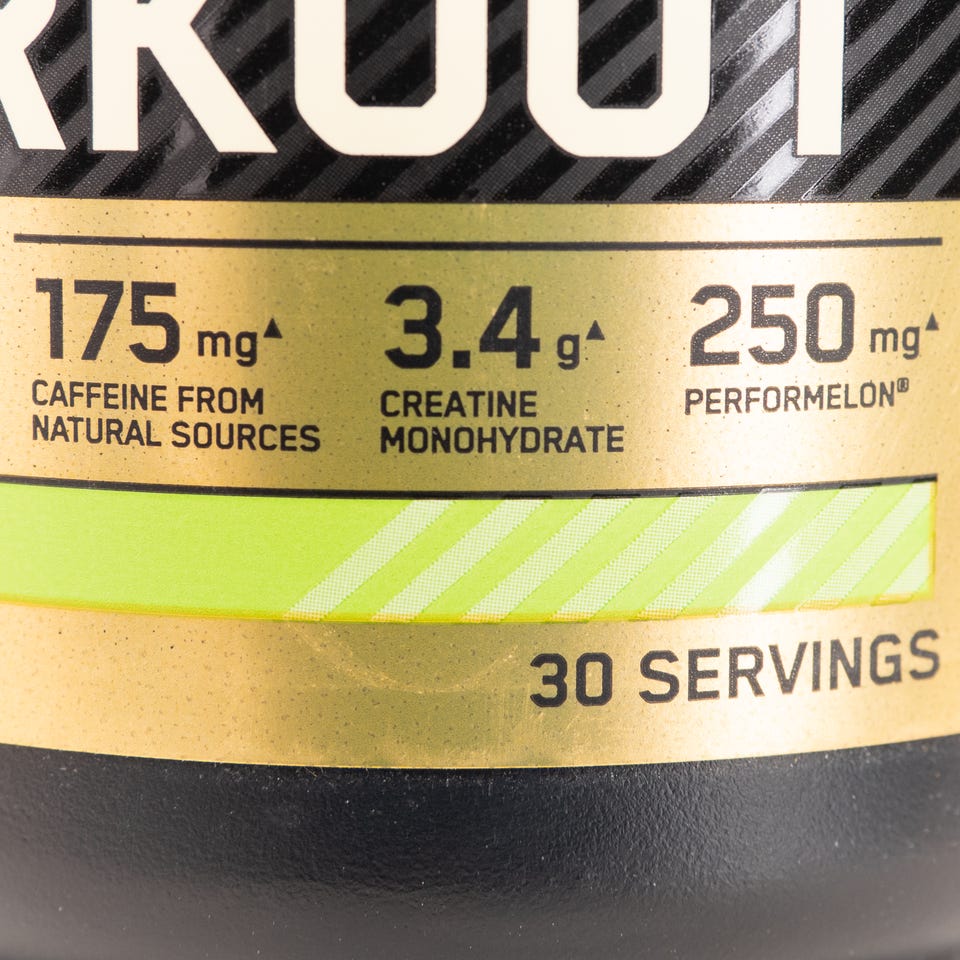 RKOUT
175 mg▲ 3.4 g▲ 250 mg▲
CAFFEINE FROM NATURAL SOURCES
CREATINE MONOHYDRATE
PERFORMELON®
30 SERVINGS